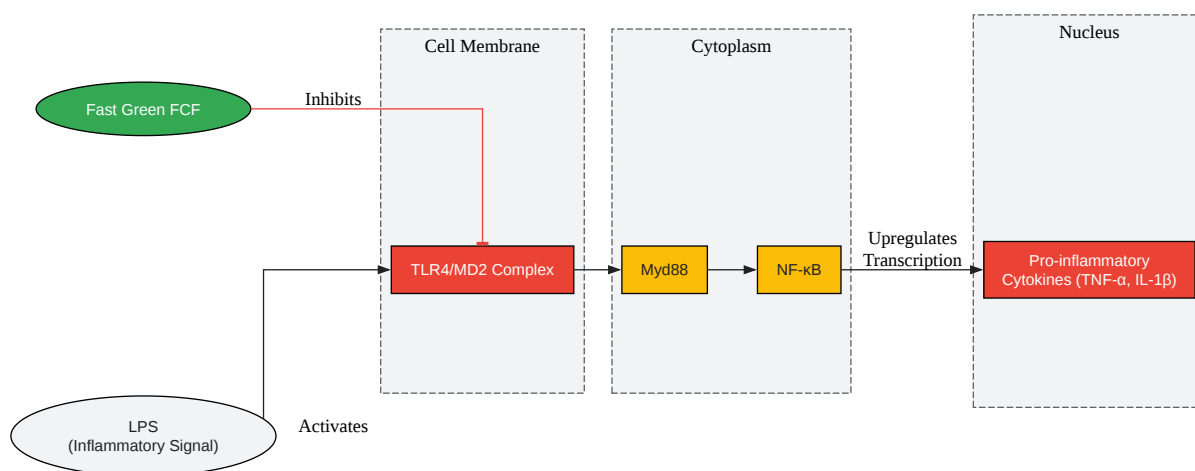 Cell Membrane
Cytoplasm
Nucleus
Fast Green FCF
Inhibits
TLR4/MD2 Complex
Myd88
NF-κB
Upregulates
Transcription
Pro-inflammatory
Cytokines (TNF-α, IL-1β)
LPS
(Inflammatory Signal)
Activates